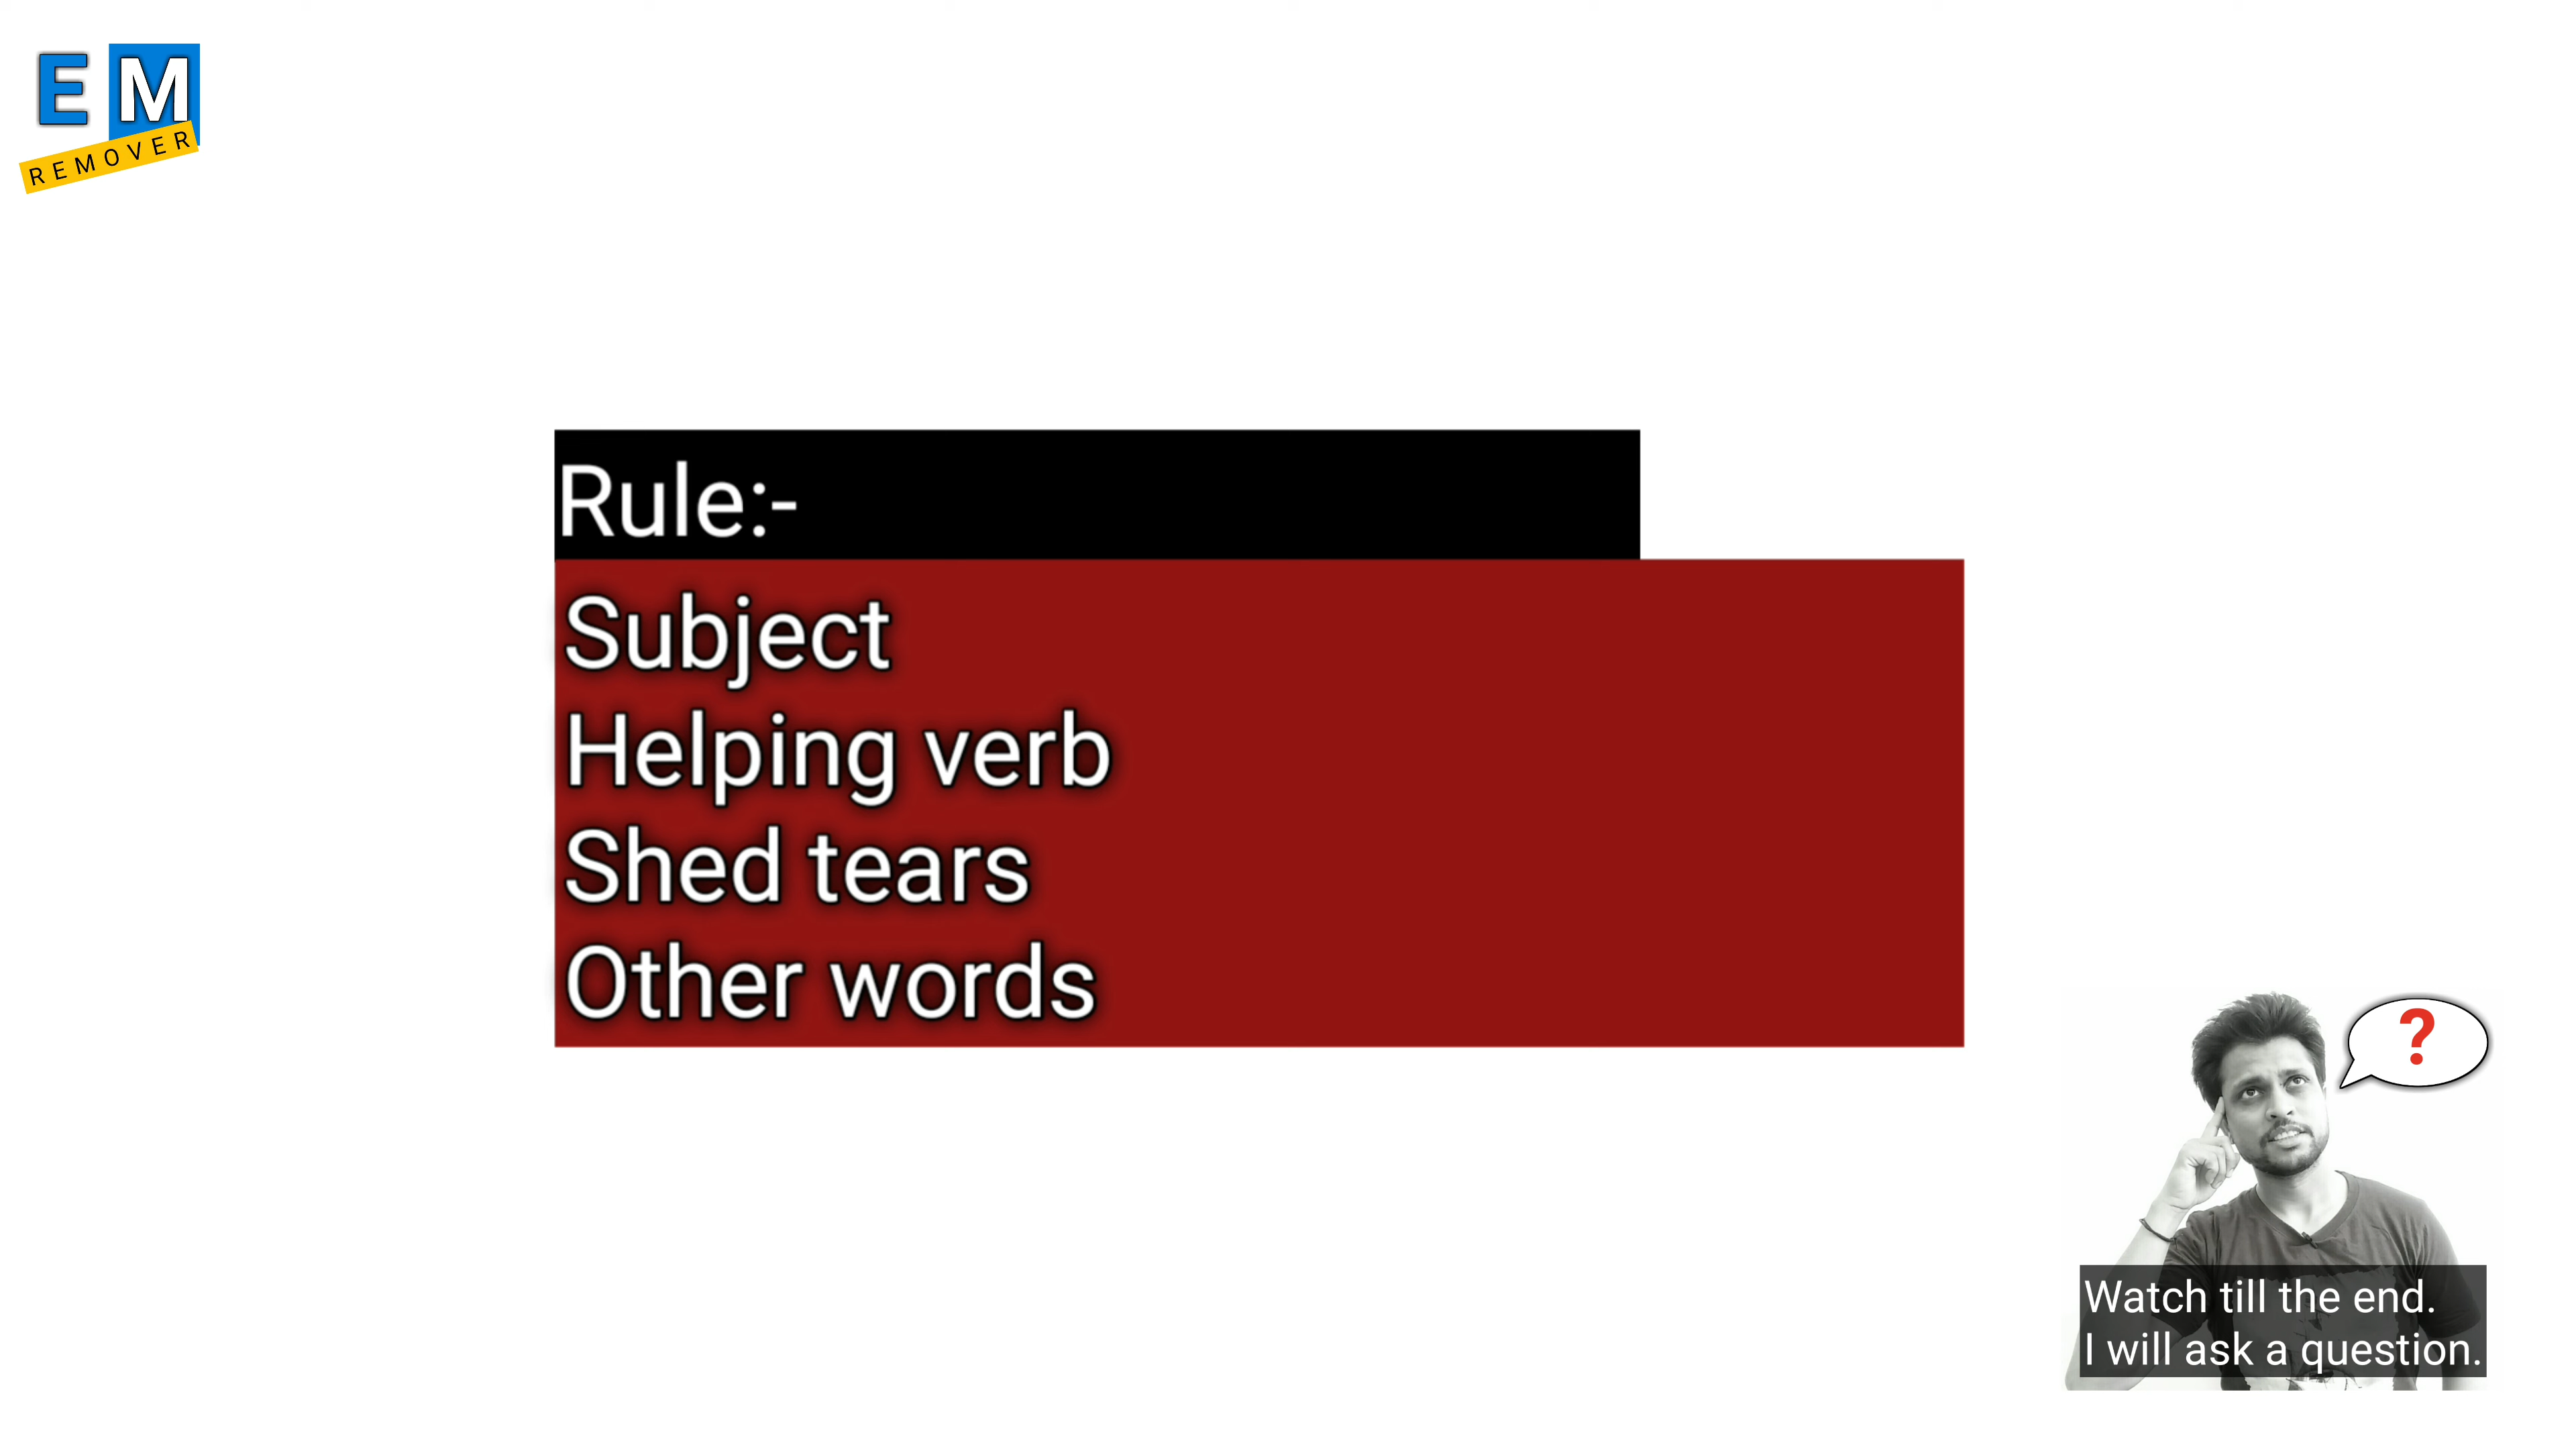 E M
REMOVER
Rule:-
Subject
Helping verb
Shed tears
Other words
?
Watch till the end.
I will ask a question.